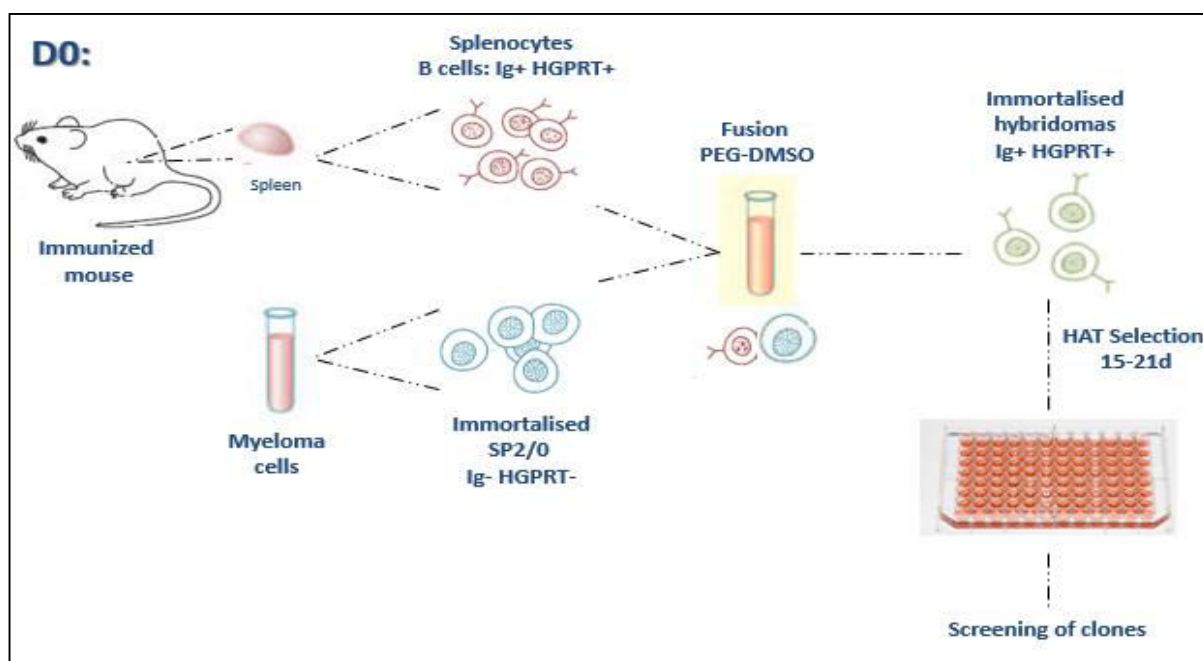 D0:
Splenocytes
B cells: Ig+ HGPRT+
Spleen
Immunized
mouse
Myeloma
cells
Immortalised
SP2/0
Ig- HGPRT-
Fusion
PEG-DMSO
Immortalised
hybridomas
Ig+ HGPRT+
HAT Selection
15-21d
Screening of clones